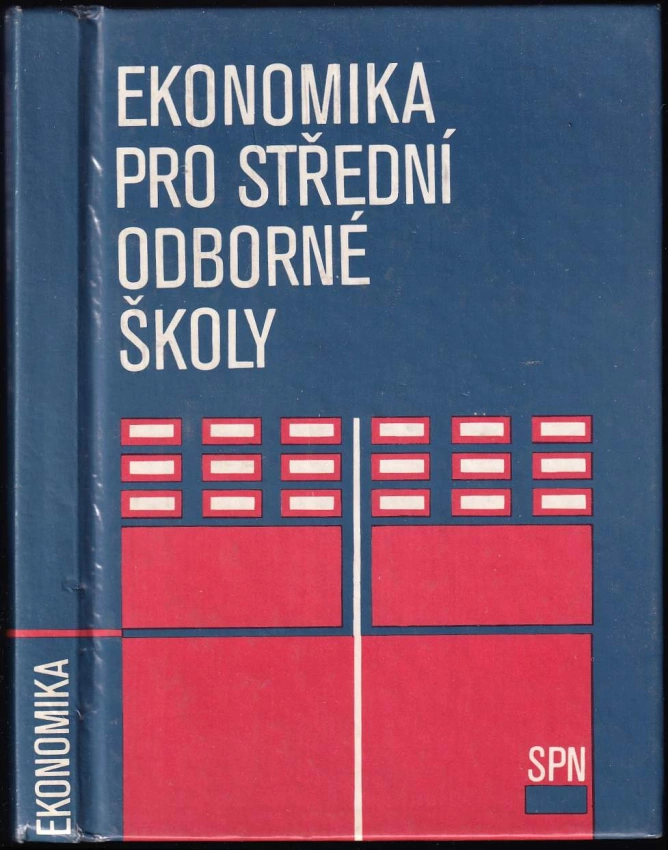 EKONOMIKA
PRO STŘEDNÍ
ODBORNÉ
ŠKOLY
SPN
EKONOMIKA